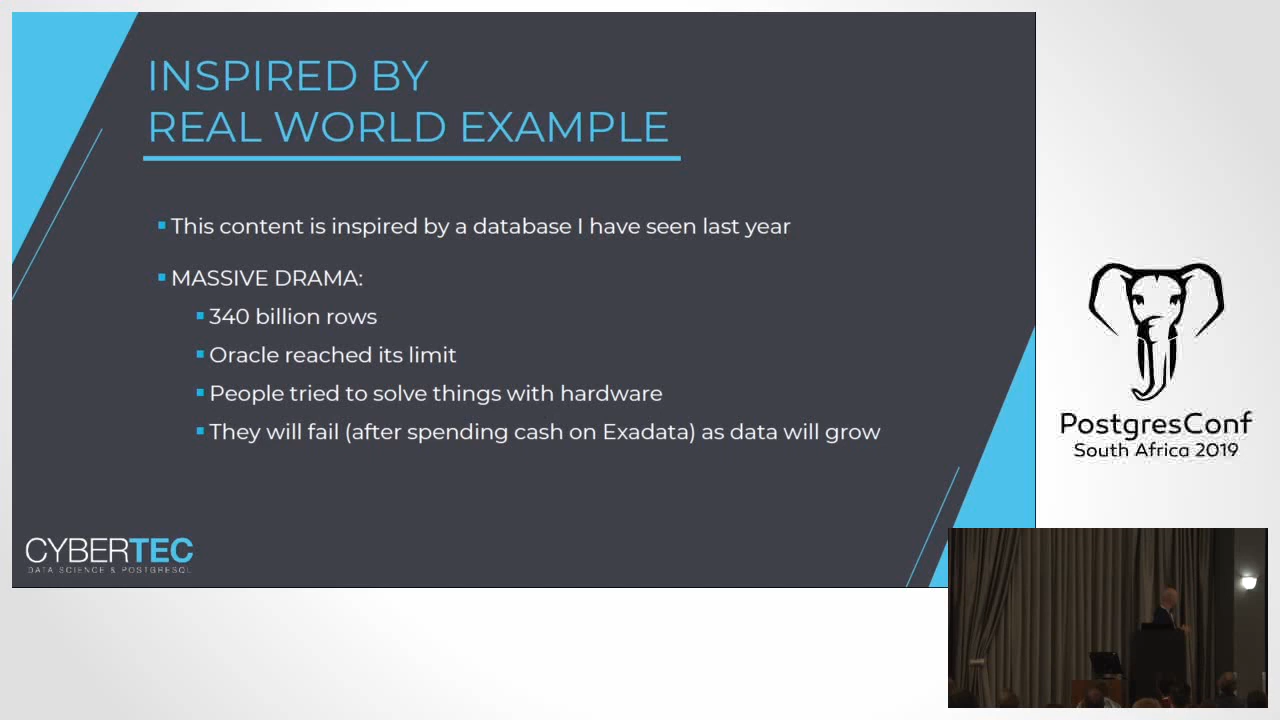 INSPIRED BY
REAL WORLD EXAMPLE
This content is inspired by a database I have seen last year
MASSIVE DRAMA:
340 billion rows
Oracle reached its limit
People tried to solve things with hardware
They will fail (after spending cash on Exadata) as data will grow
CYBERTEC
DATA SCIENCE & POSTGRESQL
PostgresConf
South Africa 2019